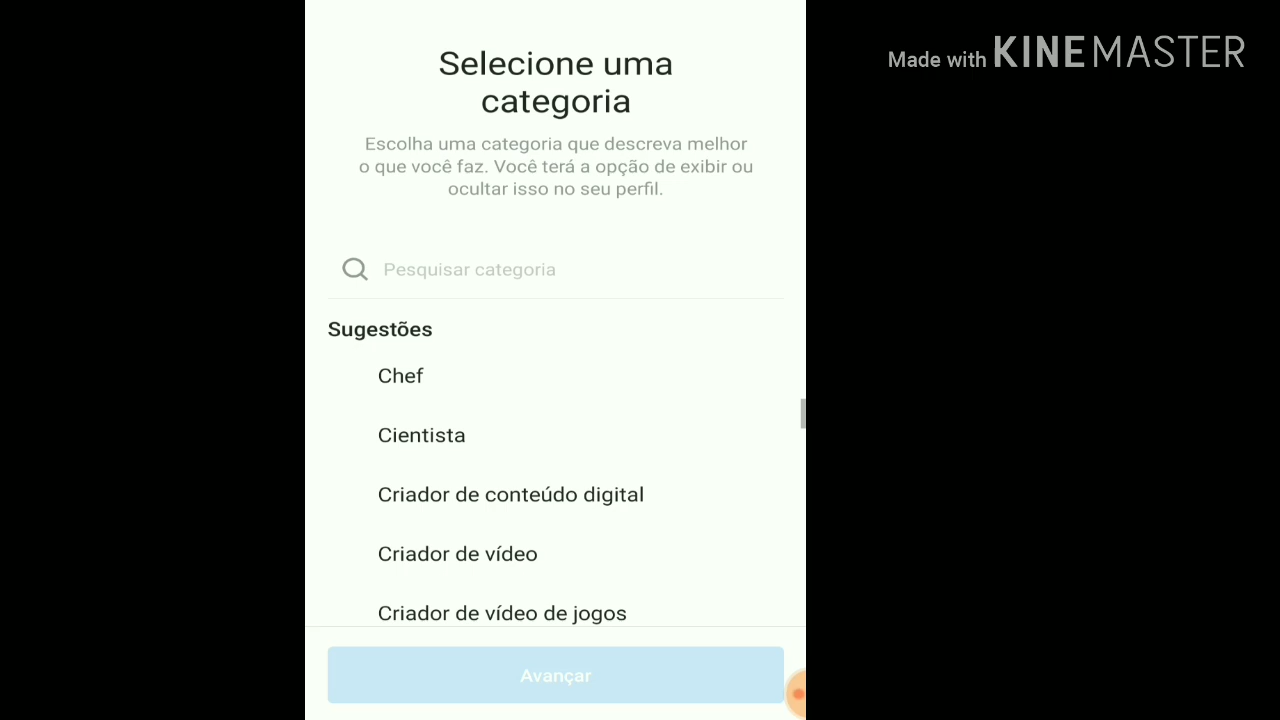 Made with KINEMASTER
Selecione uma
categoria
Escolha uma categoria que descreva melhor
o que você faz. Você terá a opção de exibir ou
ocultar isso no seu perfil.
Pesquisar categoria
Sugestões
Chef
Cientista
Criador de conteúdo digital
Criador de vídeo
Criador de vídeo de jogos
Avançar